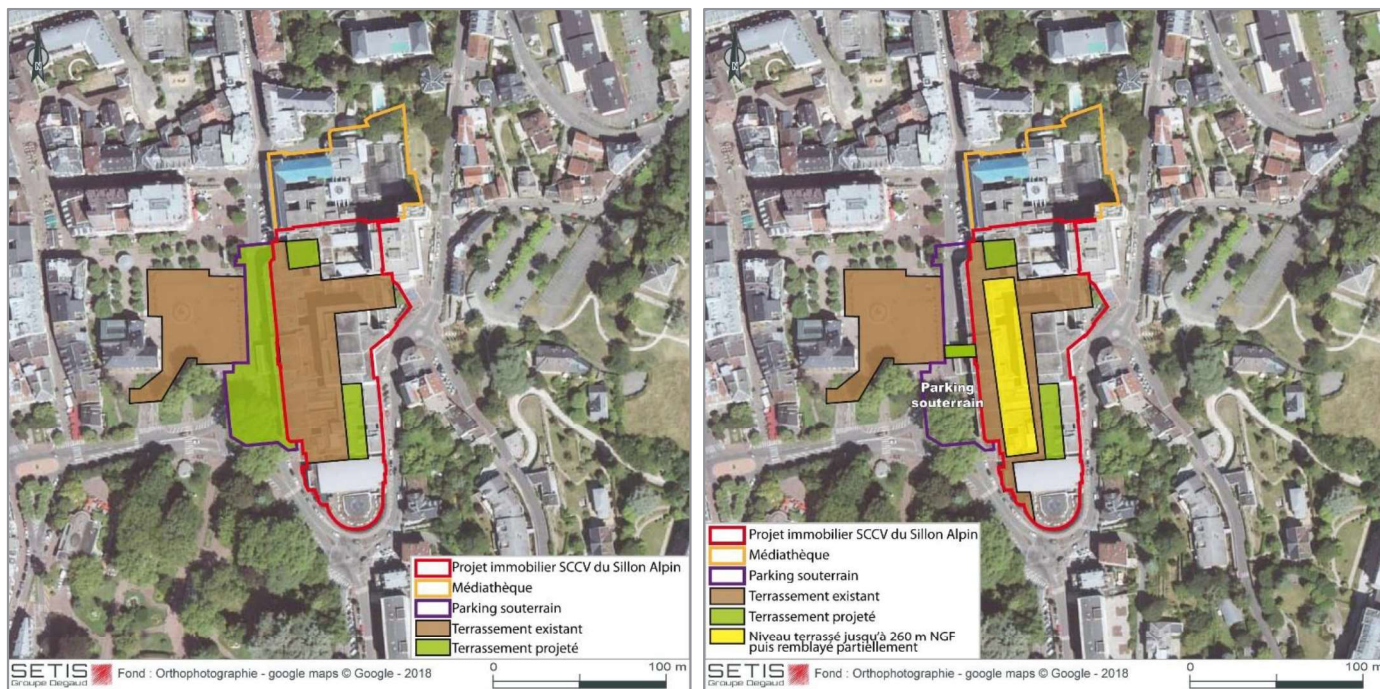 N
Projet immobilier SCCV du Sillon Alpin
Médiathèque
Parking souterrain
Terrassement existant
Terrassement projeté
SETIS
Groupe Degaud
Fond : Orthophotographie - google maps © Google - 2018
0 100 m
N
Parking
souterrain
Projet immobilier SCCV du Sillon Alpin
Médiathèque
Parking souterrain
Terrassement existant
Terrassement projeté
Niveau terrassé jusqu'à 260 m NGF
puis remblayé partiellement
SETIS
Groupe Degaud
Fond : Orthophotographie - google maps © Google - 2018
0 100 m